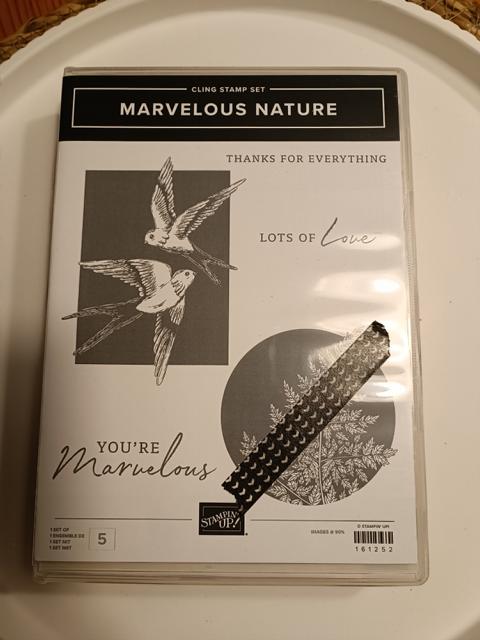 CLING STAMP SET
MARVELOUS NATURE
THANKS FOR EVERYTHING
LOTS OF Love
YOU'RE
Marvelous
STAMPIN' UP!
1 SET OF
1 ENSEMBLE DE
1 SET MIT
1 SET MET
5
IMAGES @ 90%
© STAMPIN' UP!
161252